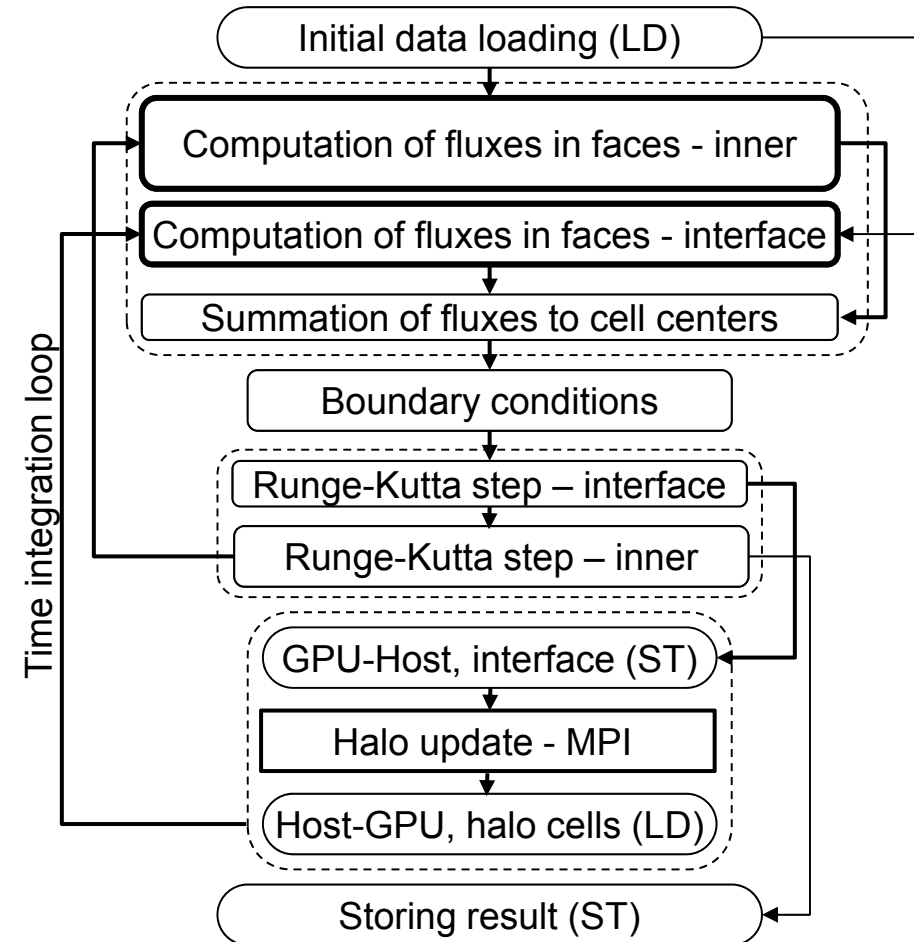 Initial data loading (LD)
Computation of fluxes in faces - inner
Computation of fluxes in faces - interface
Summation of fluxes to cell centers
Boundary conditions
Runge-Kutta step – interface
Runge-Kutta step – inner
Time integration loop
GPU-Host, interface (ST)
Halo update - MPI
Host-GPU, halo cells (LD)
Storing result (ST)